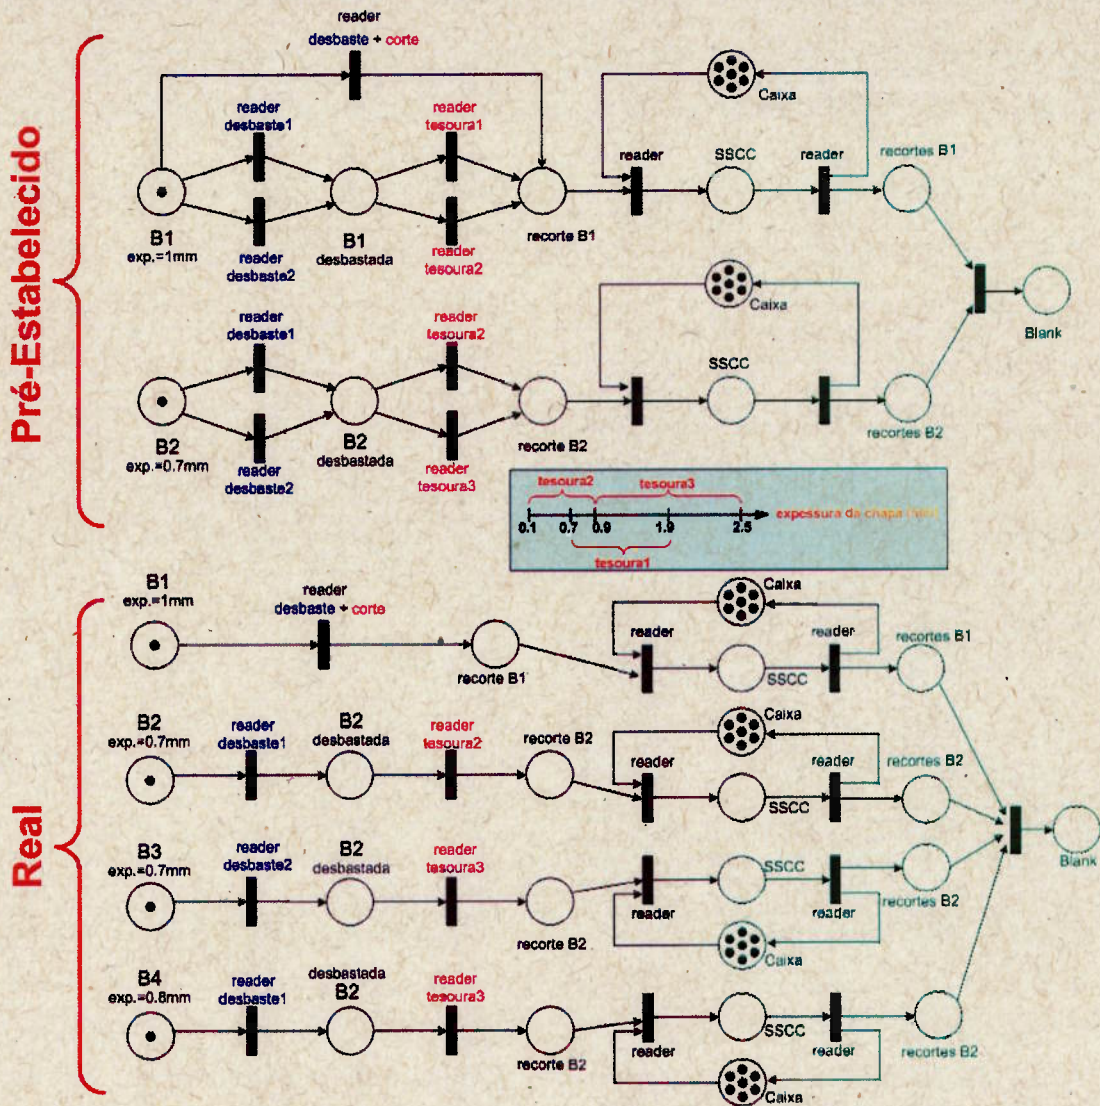 Pré-Estabelecido
reader
desbaste + corte
reader
desbaste1
reader
tesoura1
Caixa
reader
SSCC
reader
recortes B1
B1
exp.=1mm
reader
desbaste2
B1
desbastada
reader
tesoura2
recorte B1
Caixa
Blank
reader
desbaste1
reader
tesoura2
SSCC
B2
exp.=0.7mm
reader
desbaste2
B2
desbastada
reader
tesoura3
recorte B2
recortes B2
tesoura2
tesoura3
0.1
0.7
0.9
1.9
2.5
expessura da chapa
tesoura1
Real
B1
exp.=1mm
reader
desbaste + corte
recorte B1
Caixa
reader
reader
SSCC
recortes B1
B2
exp.=0.7mm
reader
desbaste1
B2
desbastada
reader
tesoura2
recorte B2
Caixa
reader
reader
SSCC
recortes B2
Blank
B3
exp.=0.7mm
reader
desbaste2
B2
desbastada
reader
tesoura3
recorte B2
SSCC
reader
reader
Caixa
recortes B2
B4
exp.=0.8mm
reader
desbaste1
desbastada
B2
reader
tesoura3
recorte B2
SSCC
reader
reader
Caixa
recortes B2